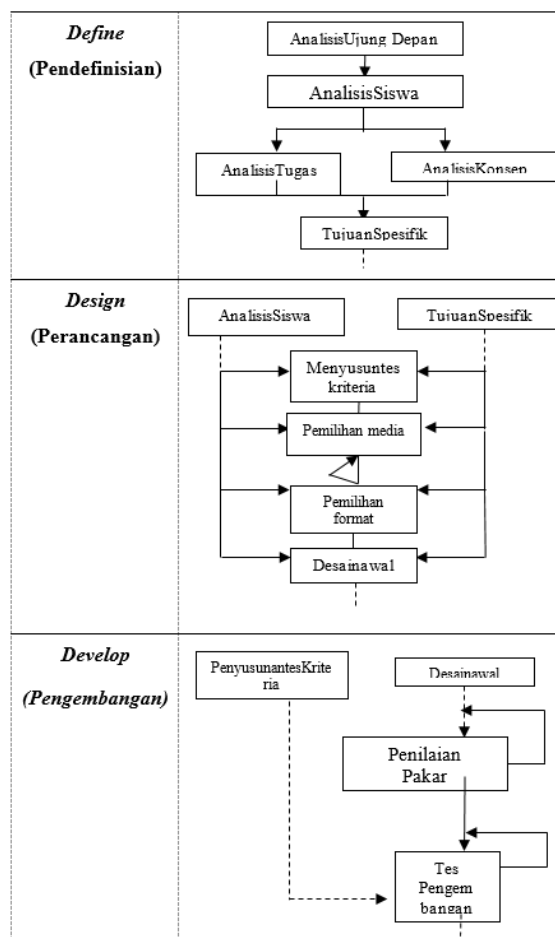 Define
(Pendefinisian)
AnalisisUjung Depan
AnalisisSiswa
AnalisisTugas
AnalisisKonsep
TujuanSpesifik
Design
(Perancangan)
AnalisisSiswa
TujuanSpesifik
Menyusuntes
kriteria
Pemilihan media
Pemilihan
format
Desainawal
Develop
(Pengembangan)
PenyusunantesKrite
ria
Desainawal
Penilaian
Pakar
Tes
Pengem
bangan